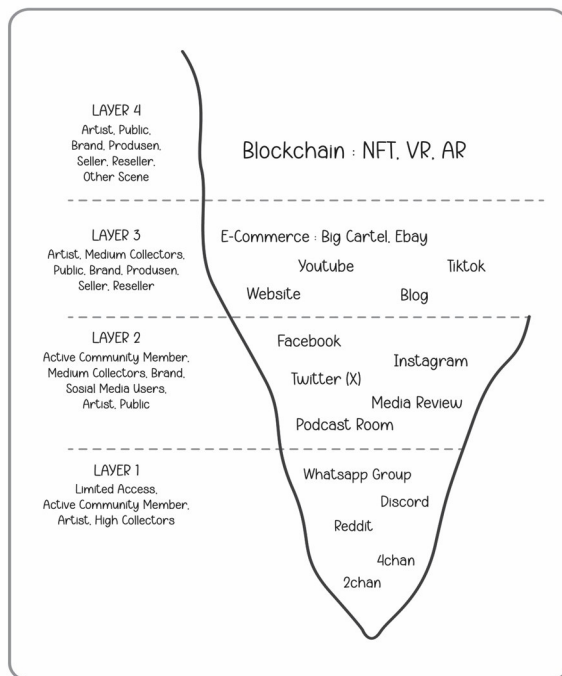 LAYER 4
Artist, Public,
Brand, Produsen,
Seller, Reseller,
Other Scene
Blockchain : NFT, VR, AR
LAYER 3
Artist, Medium Collectors,
Public, Brand, Produsen,
Seller, Reseller
E-Commerce : Big Cartel, Ebay
Youtube
Tiktok
Website
Blog
LAYER 2
Active Community Member,
Medium Collectors, Brand,
Sosial Media Users,
Artist, Public
Facebook
Instagram
Twitter (X)
Media Review
Podcast Room
LAYER 1
Limited Access,
Active Community Member,
Artist, High Collectors
Whatsapp Group
Discord
Reddit
4chan
2chan